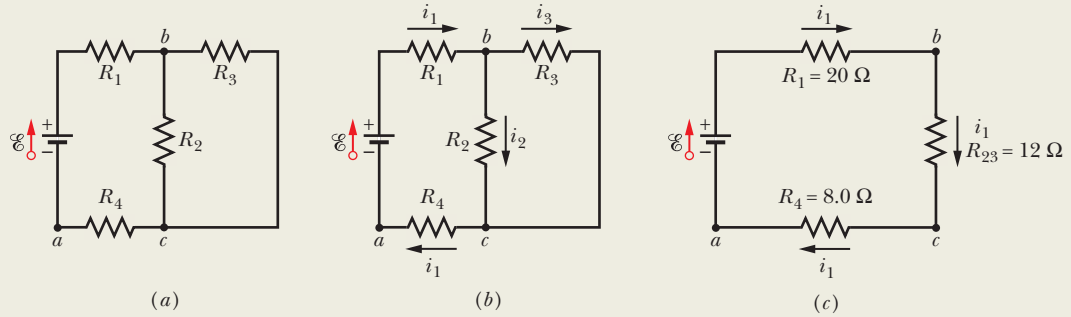 b
R₁
R₃
ℰ
+
−
R₂
R₄
a
c
(a)
i₁
i₃
b
R₁
R₃
ℰ
+
−
R₂
i₂
R₄
a
c
i₁
(b)
i₁
b
R₁ = 20 Ω
ℰ
+
−
i₁
R₂₃ = 12 Ω
R₄ = 8.0 Ω
a
c
i₁
(c)